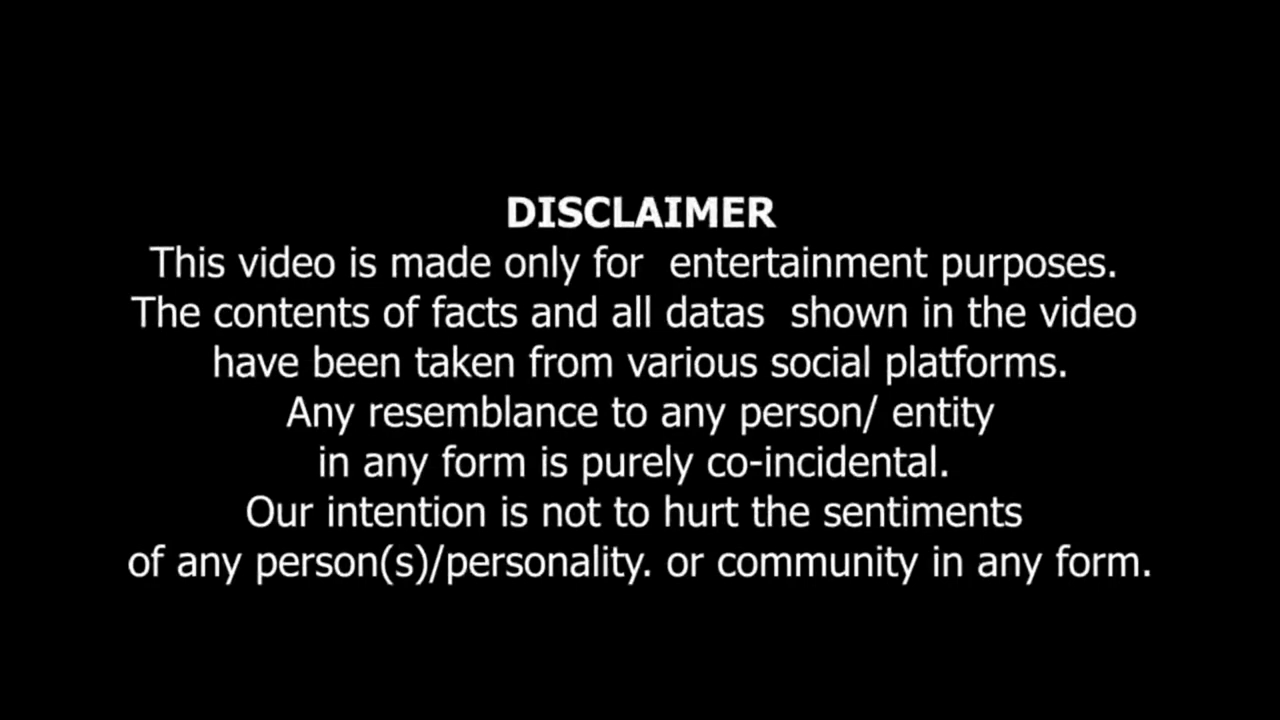 DISCLAIMER
This video is made only for  entertainment purposes.
The contents of facts and all datas  shown in the video
have been taken from various social platforms.
Any resemblance to any person/ entity
in any form is purely co-incidental.
Our intention is not to hurt the sentiments
of any person(s)/personality. or community in any form.